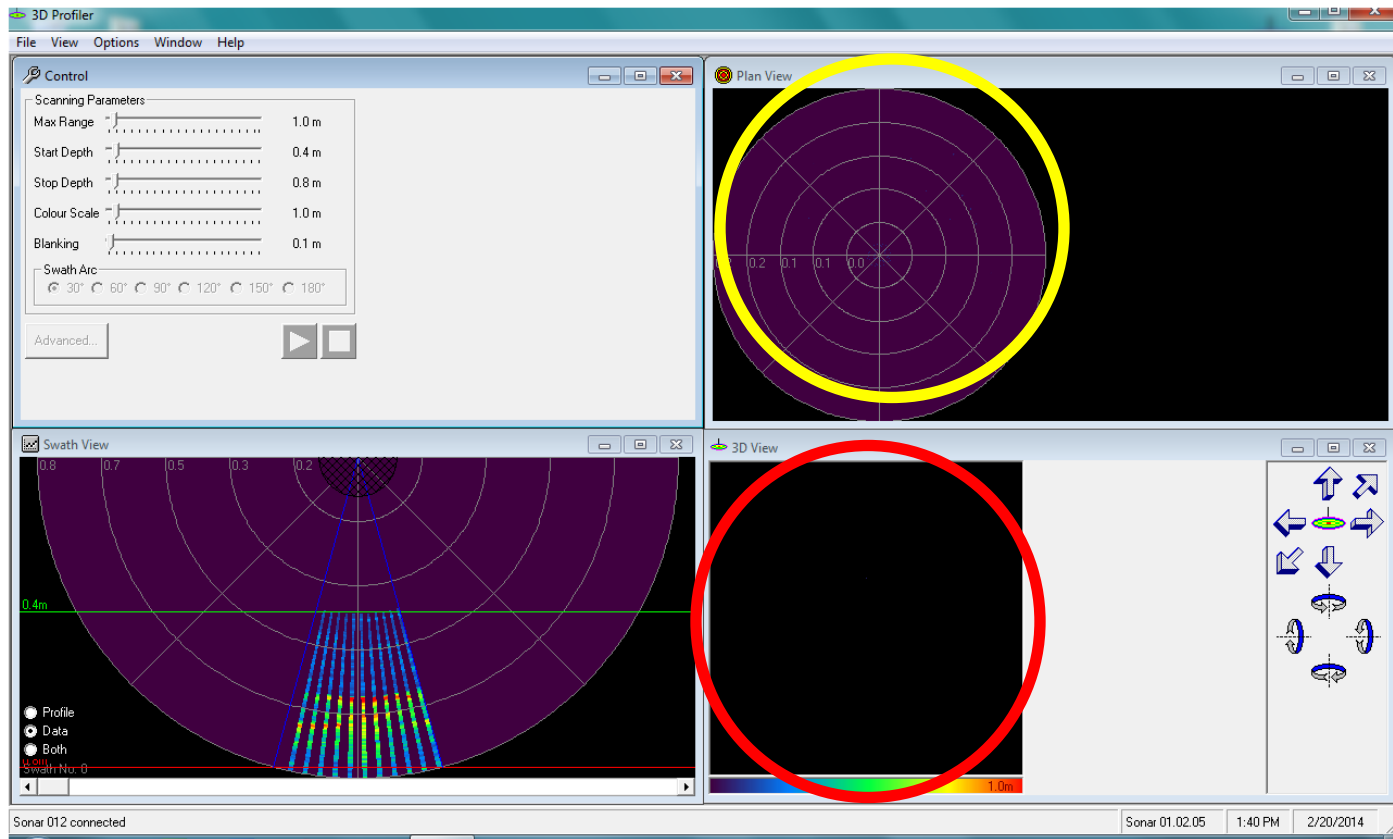 3D Profiler
File View Options Window Help
Control
Scanning Parameters
Max Range 1.0 m
Start Depth 0.4 m
Stop Depth 0.8 m
Colour Scale 1.0 m
Blanking 0.1 m
Swath Arc
30° 60° 90° 120° 150° 180°
Advanced...
Plan View
0.2 0.1 0.1 0.0
Swath View
0.8 0.7 0.5 0.3 0.2
0.4m
Profile
Data
Both
Swath No: 0
3D View
1.0m
Sonar 012 connected
Sonar 01.02.05 1:40 PM 2/20/2014